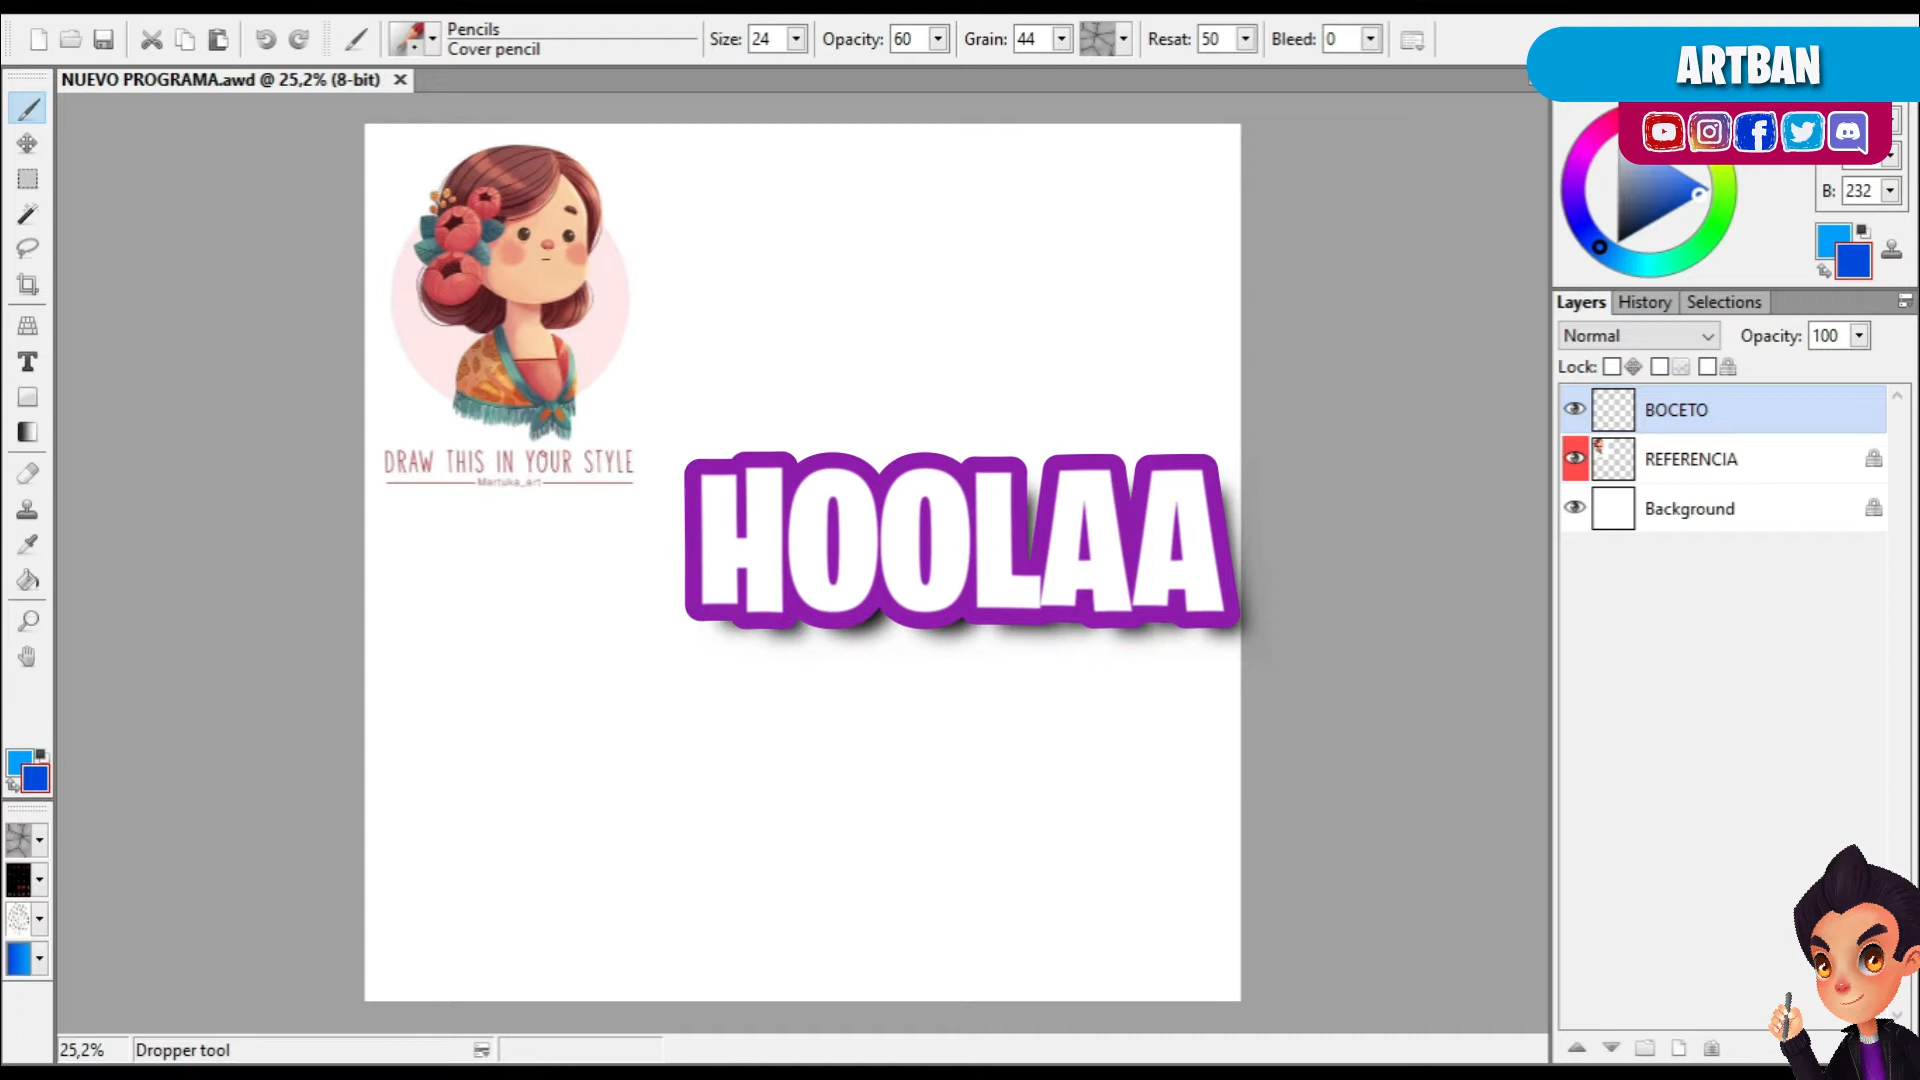 Pencils
Cover pencil
Size: 24
Opacity: 60
Grain: 44
Resat: 50
Bleed: 0
ARTBAN
NUEVO PROGRAMA.awd @ 25,2% (8-bit)
B: 232
Layers
History
Selections
Normal
Opacity: 100
Lock:
BOCETO
REFERENCIA
Background
DRAW THIS IN YOUR STYLE
Martuka_art
HOOLAA
25,2%
Dropper tool